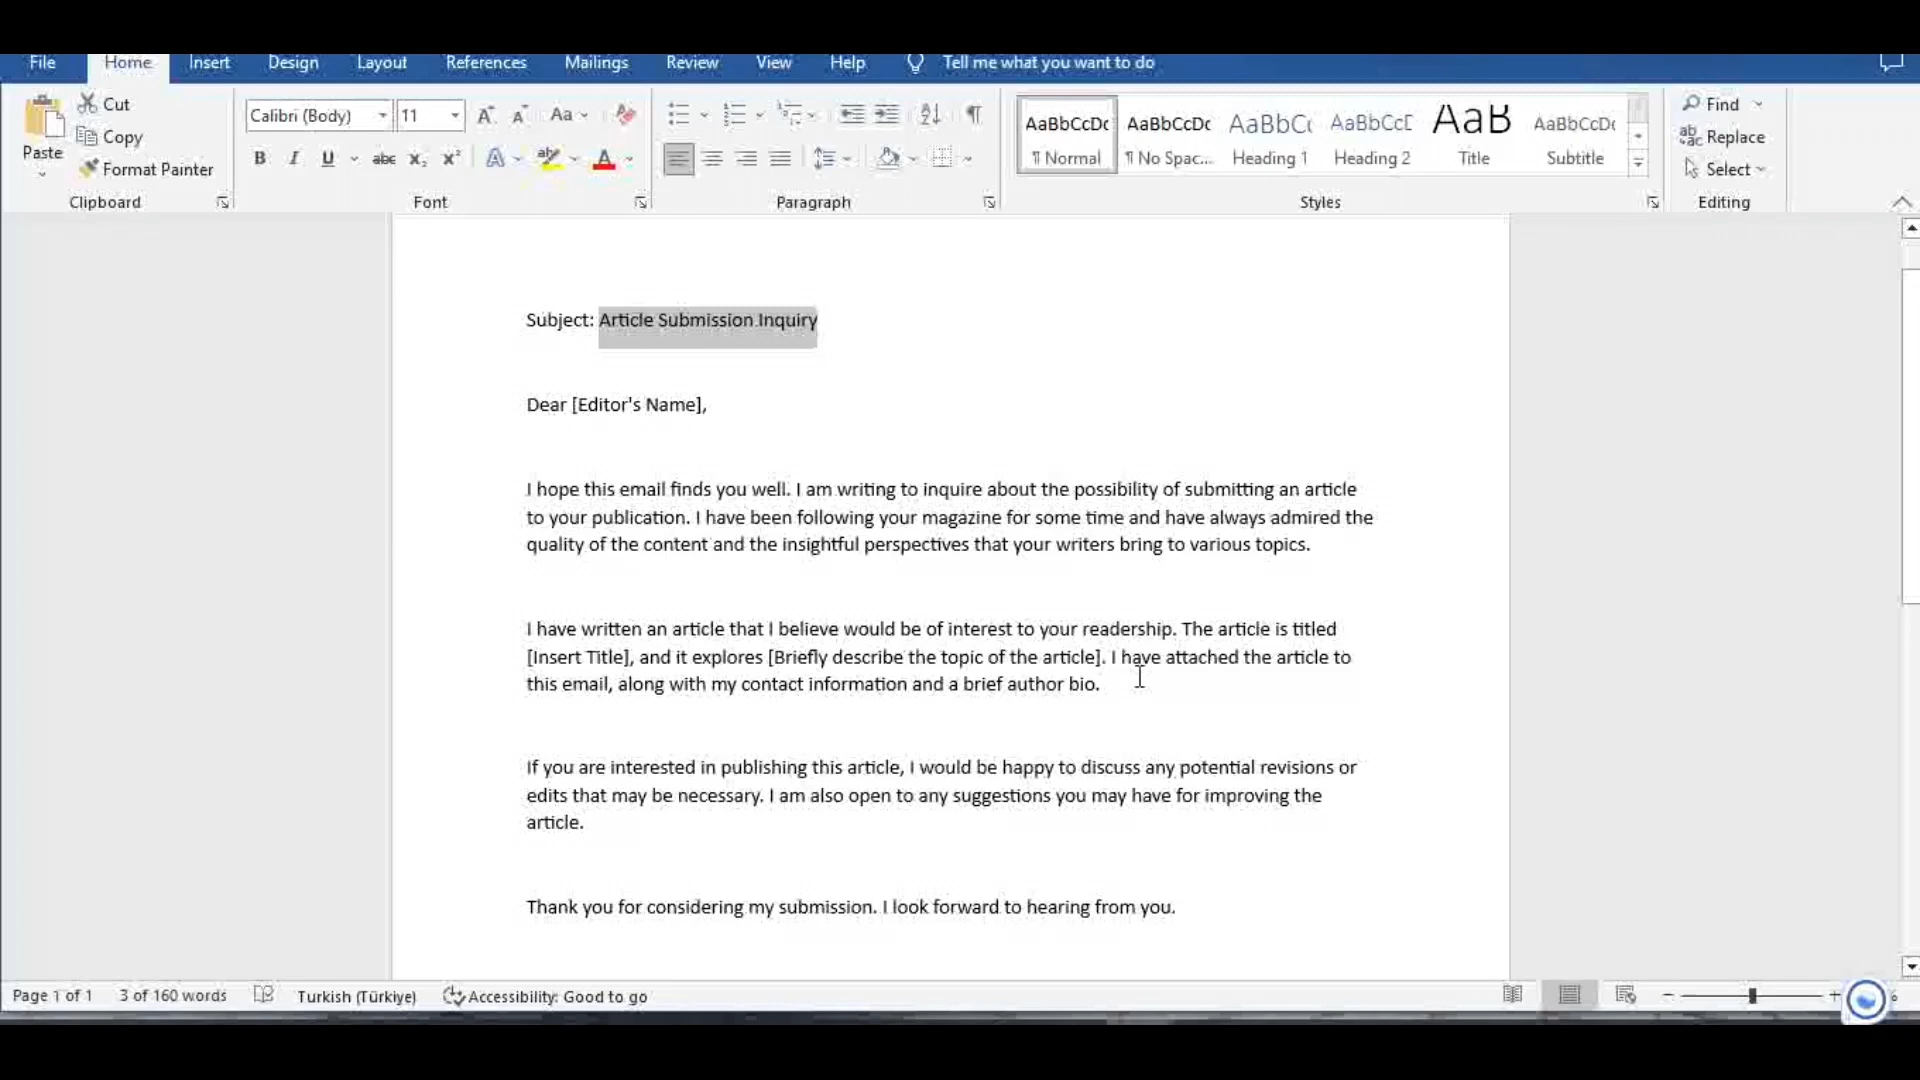 File Home Insert Design Layout References Mailings Review View Help Tell me what you want to do
Paste
Cut
Copy
Format Painter
Clipboard
Calibri (Body) 11
Font
Paragraph
AaBbCcDc AaBbCcDc AaBbC AaBbCcD AaB AaBbCcDc
¶ Normal ¶ No Spac... Heading 1 Heading 2 Title Subtitle
Styles
Find
Replace
Select
Editing
Subject: Article Submission Inquiry
Dear [Editor's Name],
I hope this email finds you well. I am writing to inquire about the possibility of submitting an article
to your publication. I have been following your magazine for some time and have always admired the
quality of the content and the insightful perspectives that your writers bring to various topics.
I have written an article that I believe would be of interest to your readership. The article is titled
[Insert Title], and it explores [Briefly describe the topic of the article]. I have attached the article to
this email, along with my contact information and a brief author bio.
If you are interested in publishing this article, I would be happy to discuss any potential revisions or
edits that may be necessary. I am also open to any suggestions you may have for improving the
article.
Thank you for considering my submission. I look forward to hearing from you.
Page 1 of 1 3 of 160 words Turkish (Türkiye) Accessibility: Good to go